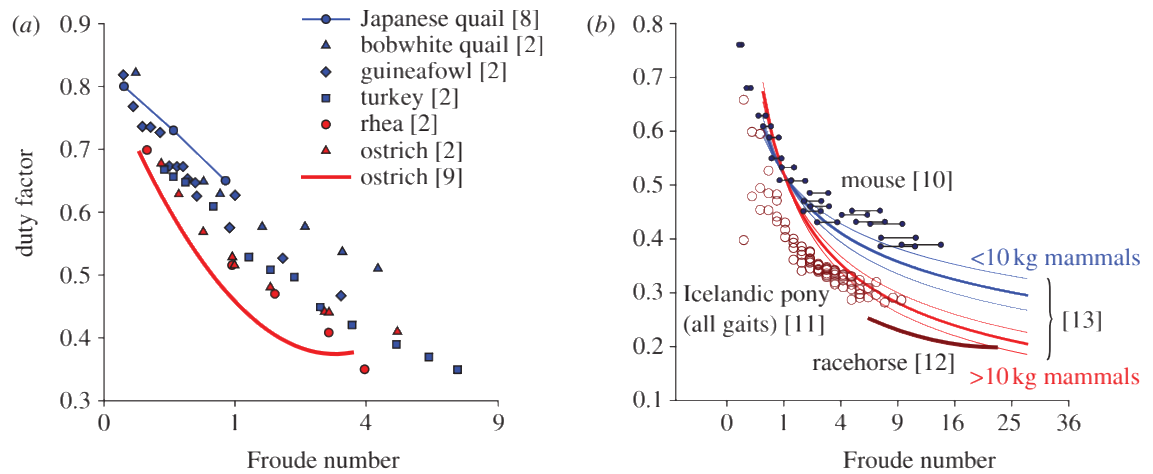 (a)
0.9
0.8
0.7
0.6
0.5
0.4
0.3
duty factor
0
1
4
9
Froude number
Japanese quail [8]
bobwhite quail [2]
guineafowl [2]
turkey [2]
rhea [2]
ostrich [2]
ostrich [9]
(b)
0.8
0.7
0.6
0.5
0.4
0.3
0.2
0.1
0
1
4
9
16
25
36
Froude number
mouse [10]
<10 kg mammals
Icelandic pony
(all gaits) [11]
[13]
racehorse [12]
>10 kg mammals